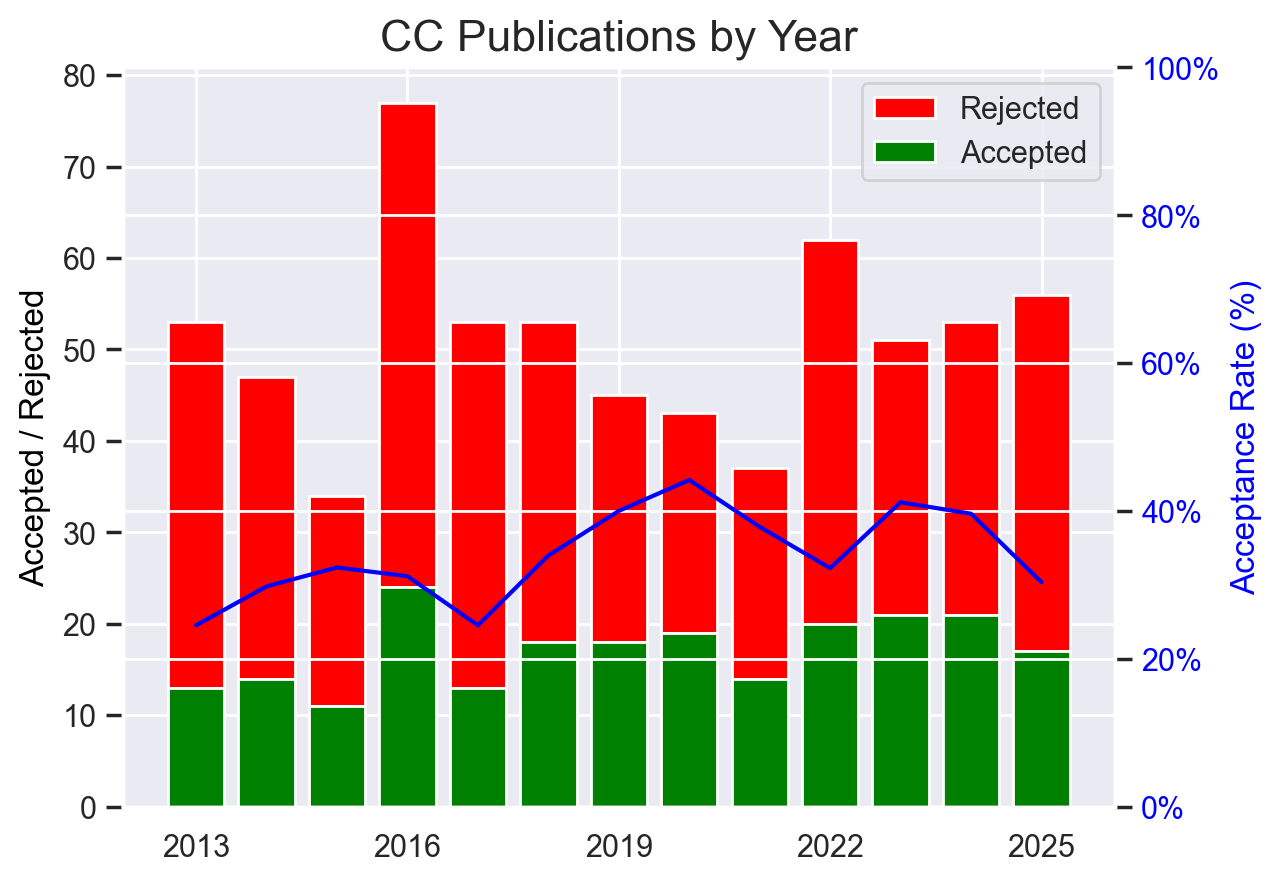 CC Publications by Year
Accepted / Rejected
80
70
60
50
40
30
20
10
0
Rejected
Accepted
100%
80%
60%
40%
20%
0%
Acceptance Rate (%)
2013 2016 2019 2022 2025